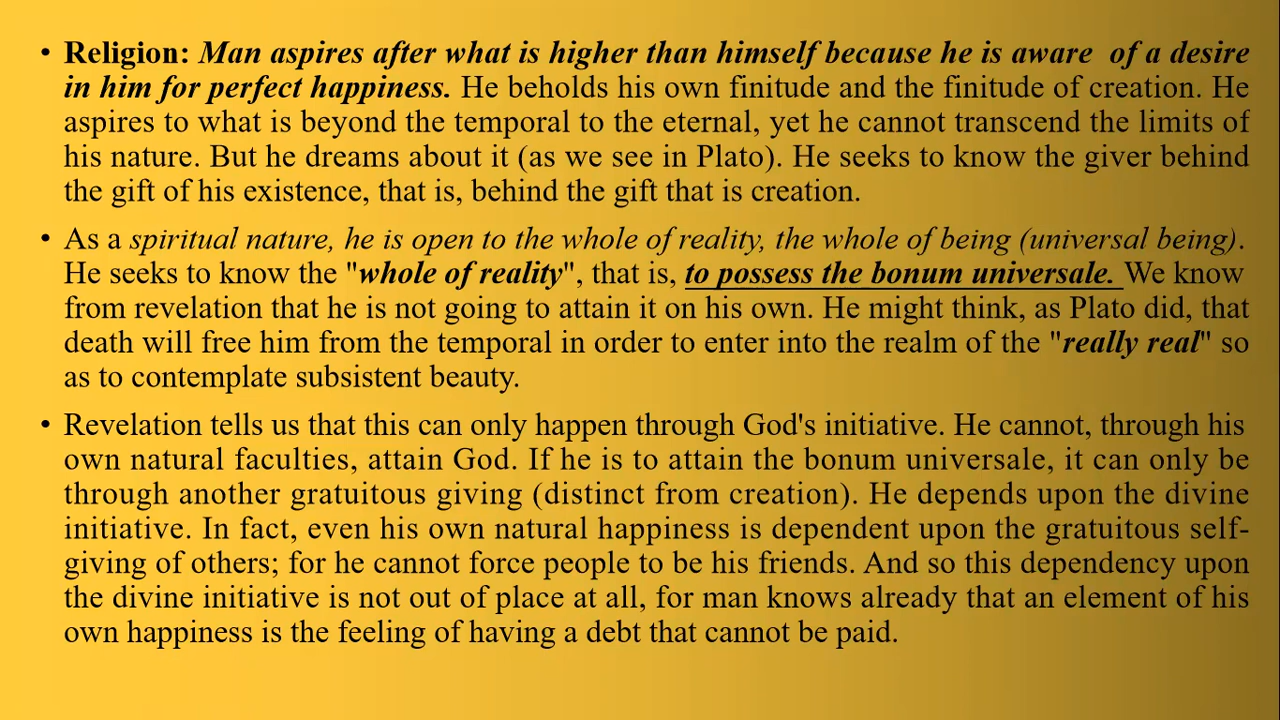 • Religion: Man aspires after what is higher than himself because he is aware of a desire
in him for perfect happiness. He beholds his own finitude and the finitude of creation. He
aspires to what is beyond the temporal to the eternal, yet he cannot transcend the limits of
his nature. But he dreams about it (as we see in Plato). He seeks to know the giver behind
the gift of his existence, that is, behind the gift that is creation.
• As a spiritual nature, he is open to the whole of reality, the whole of being (universal being).
He seeks to know the "whole of reality", that is, to possess the bonum universale. We know
from revelation that he is not going to attain it on his own. He might think, as Plato did, that
death will free him from the temporal in order to enter into the realm of the "really real" so
as to contemplate subsistent beauty.
• Revelation tells us that this can only happen through God's initiative. He cannot, through his
own natural faculties, attain God. If he is to attain the bonum universale, it can only be
through another gratuitous giving (distinct from creation). He depends upon the divine
initiative. In fact, even his own natural happiness is dependent upon the gratuitous self-
giving of others; for he cannot force people to be his friends. And so this dependency upon
the divine initiative is not out of place at all, for man knows already that an element of his
own happiness is the feeling of having a debt that cannot be paid.